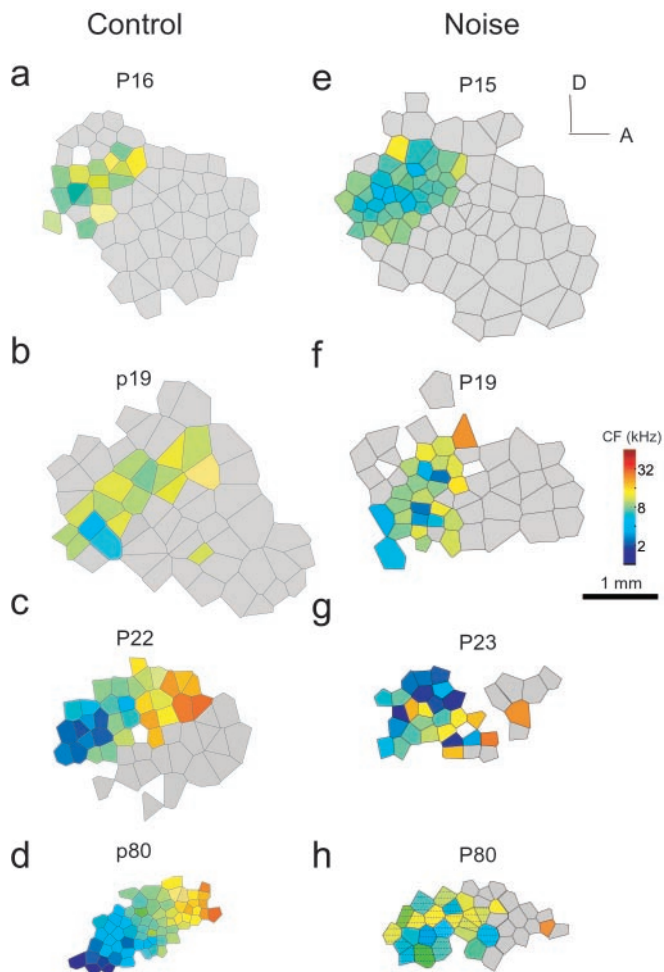 Control
Noise
a
P16
e
P15
D
A
b
p19
f
P19
CF (kHz)
32
8
2
1 mm
c
P22
g
P23
d
p80
h
P80